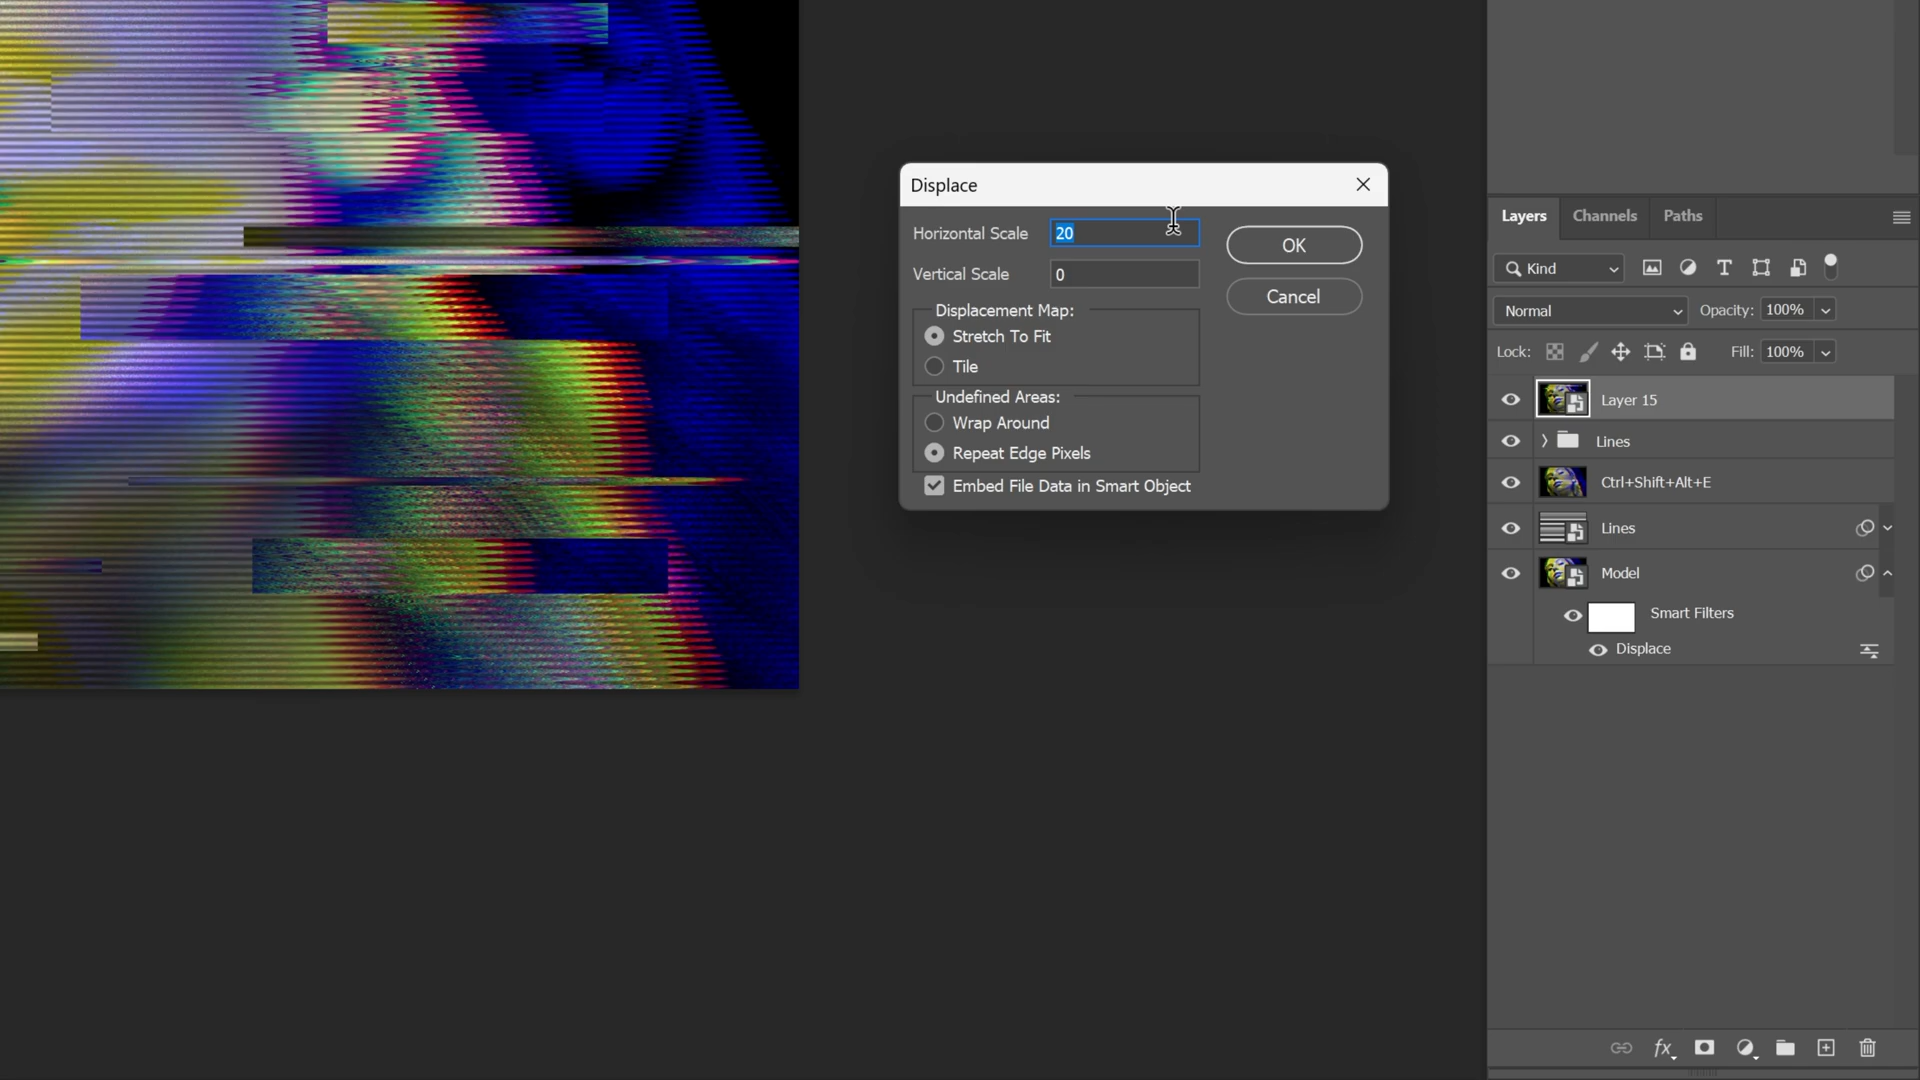 Displace
Horizontal Scale 20
OK
Vertical Scale 0
Cancel
Displacement Map:
Stretch To Fit
Tile
Undefined Areas:
Wrap Around
Repeat Edge Pixels
Embed File Data in Smart Object
Layers Channels Paths
Kind
Normal Opacity: 100%
Lock: Fill: 100%
Layer 15
Lines
Ctrl+Shift+Alt+E
Lines
Model
Smart Filters
Displace
fx